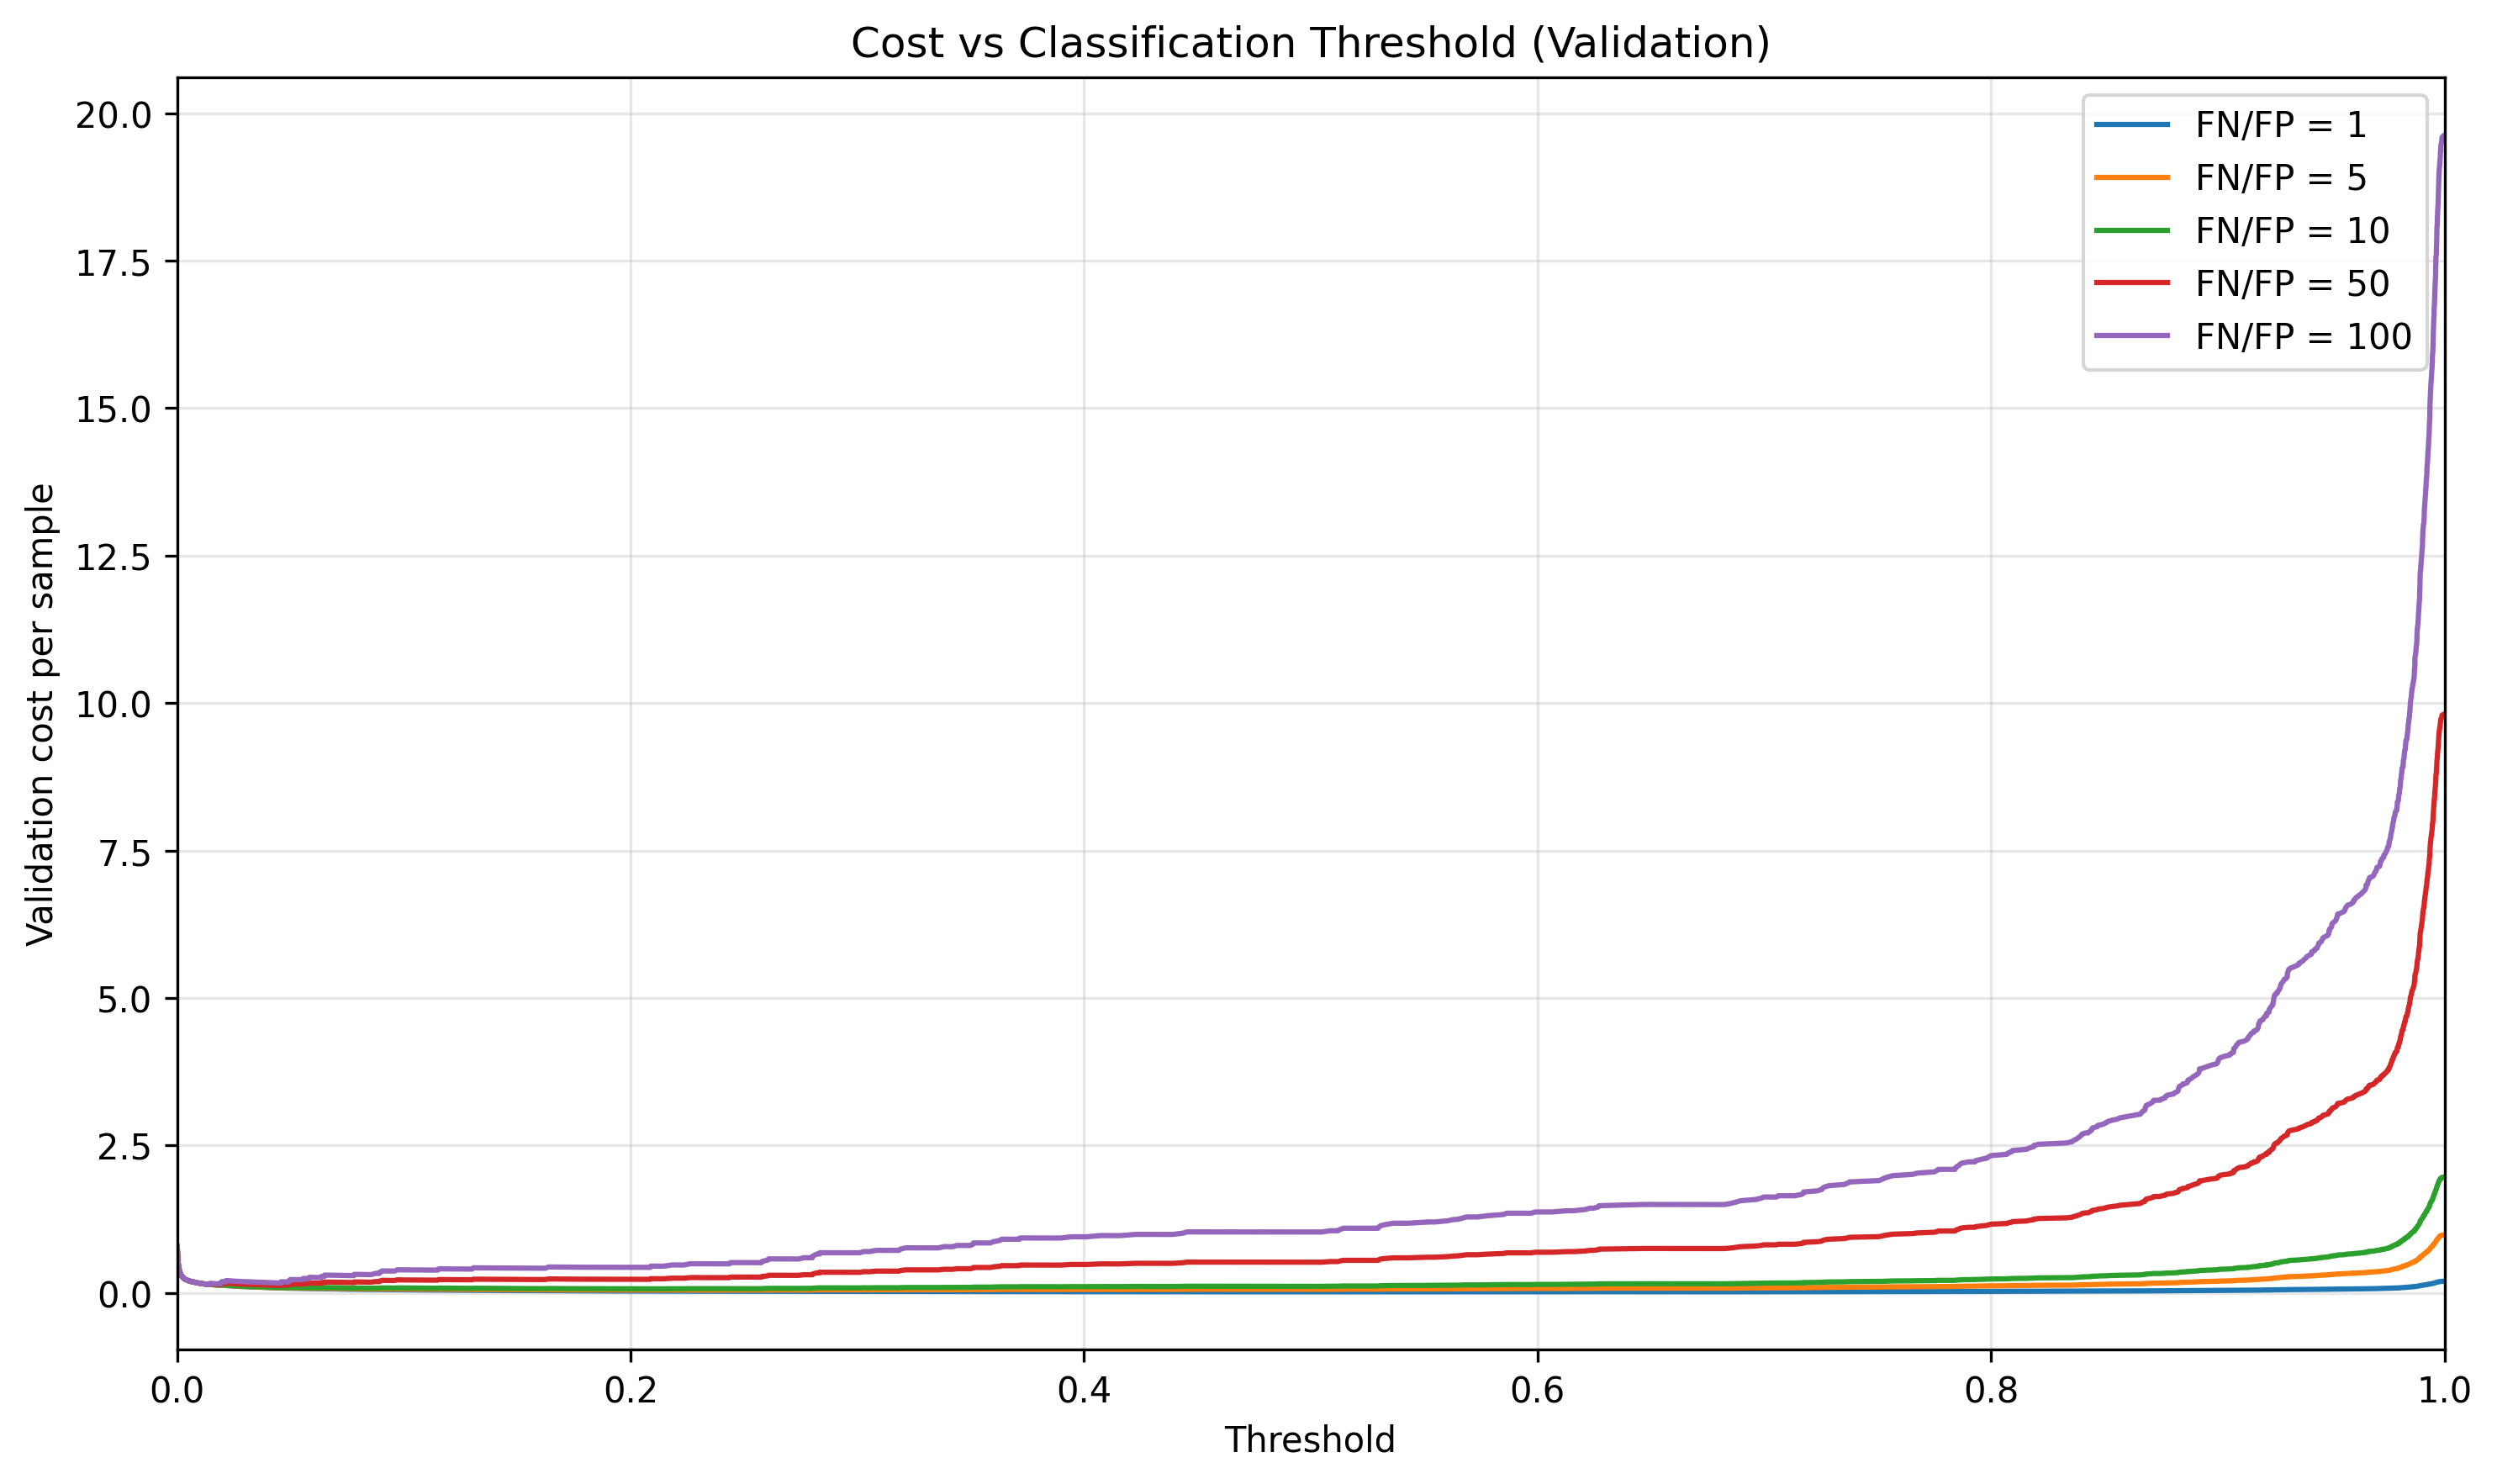 Cost vs Classification Threshold (Validation)
20.0
17.5
15.0
12.5
10.0
7.5
5.0
2.5
0.0
Validation cost per sample
FN/FP = 1
FN/FP = 5
FN/FP = 10
FN/FP = 50
FN/FP = 100
0.0 0.2 0.4 0.6 0.8 1.0
Threshold